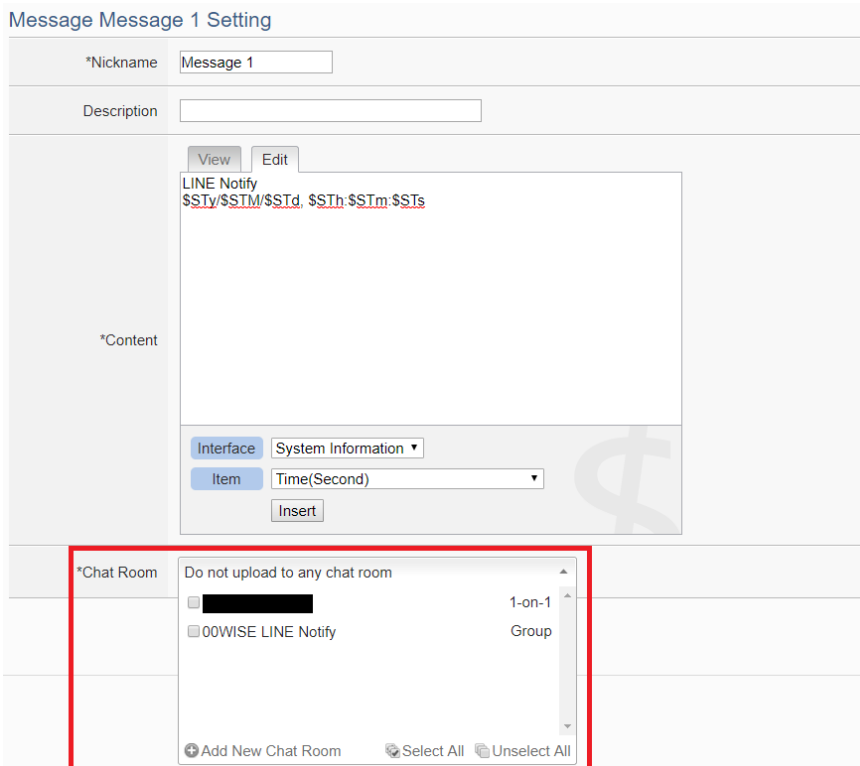 Message Message 1 Setting
*Nickname Message 1
Description
View Edit
LINE Notify
$STy/$STM/$STd, $STh:$STm:$STs
*Content
Interface System Information
Item Time(Second)
Insert
$
*Chat Room Do not upload to any chat room
1-on-1
00WISE LINE Notify Group
Add New Chat Room Select All Unselect All